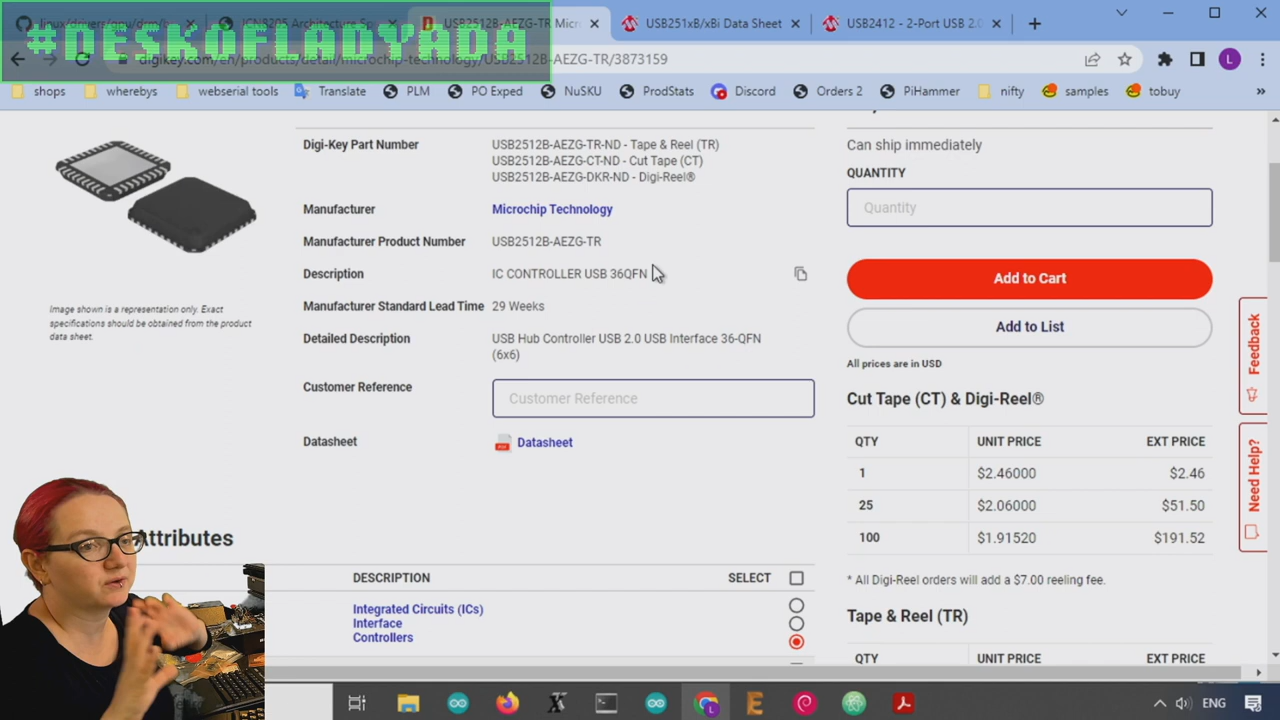 linux/drivers/gpu/drm/bri
ICN8205 Architecture Spe
USB2512B-AEZG-TR Micr
USB251xB/xBi Data Sheet
USB2412 - 2-Port USB 2.0
#DESKOFLADYADA
digikey.com/en/products/detail/microchip-technology/USB2512B-AEZG-TR/3873159
shops
wherebys
webserial tools
Translate
PLM
PO Exped
NuSKU
ProdStats
Discord
Orders 2
PiHammer
nifty
samples
tobuy
»
Digi-Key Part Number
USB2512B-AEZG-TR-ND - Tape & Reel (TR)
USB2512B-AEZG-CT-ND - Cut Tape (CT)
USB2512B-AEZG-DKR-ND - Digi-Reel®
Manufacturer
Microchip Technology
Manufacturer Product Number
USB2512B-AEZG-TR
Description
IC CONTROLLER USB 36QFN
Manufacturer Standard Lead Time
29 Weeks
Detailed Description
USB Hub Controller USB 2.0 USB Interface 36-QFN
(6x6)
Customer Reference
Customer Reference
Datasheet
Datasheet
Image shown is a representation only. Exact
specifications should be obtained from the product
data sheet.
Attributes
DESCRIPTION
SELECT
Integrated Circuits (ICs)
Interface
Controllers
Can ship immediately
QUANTITY
Quantity
Add to Cart
Add to List
All prices are in USD
Cut Tape (CT) & Digi-Reel®
QTY
UNIT PRICE
EXT PRICE
1
$2.46000
$2.46
25
$2.06000
$51.50
100
$1.91520
$191.52
* All Digi-Reel orders will add a $7.00 reeling fee.
Tape & Reel (TR)
QTY
UNIT PRICE
EXT PRICE
Feedback
Need Help?
ENG